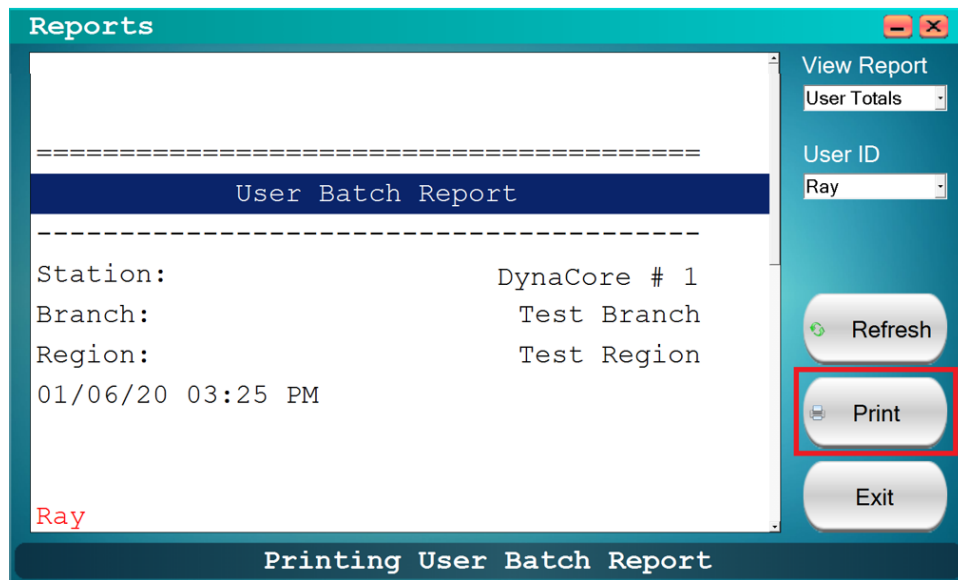 Reports
View Report
User Totals
User ID
Ray
========================================
User Batch Report
----------------------------------------
Station: DynaCore # 1
Branch: Test Branch
Region: Test Region
01/06/20 03:25 PM
Ray
Refresh
Print
Exit
Printing User Batch Report